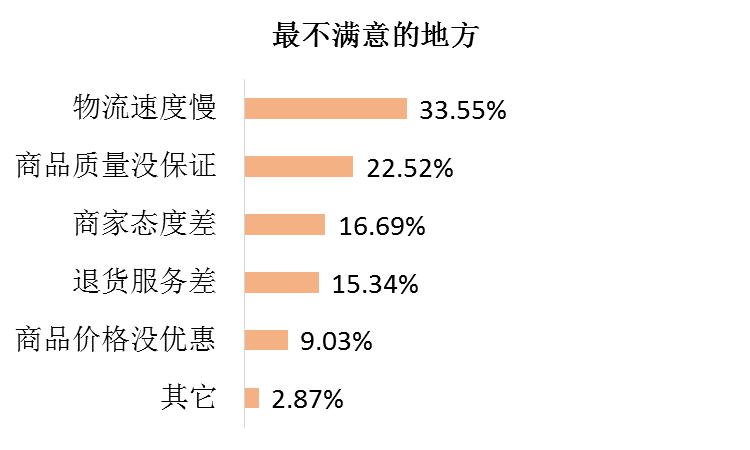 最不满意的地方
物流速度慢 33.55%
商品质量没保证 22.52%
商家态度差 16.69%
退货服务差 15.34%
商品价格没优惠 9.03%
其它 2.87%